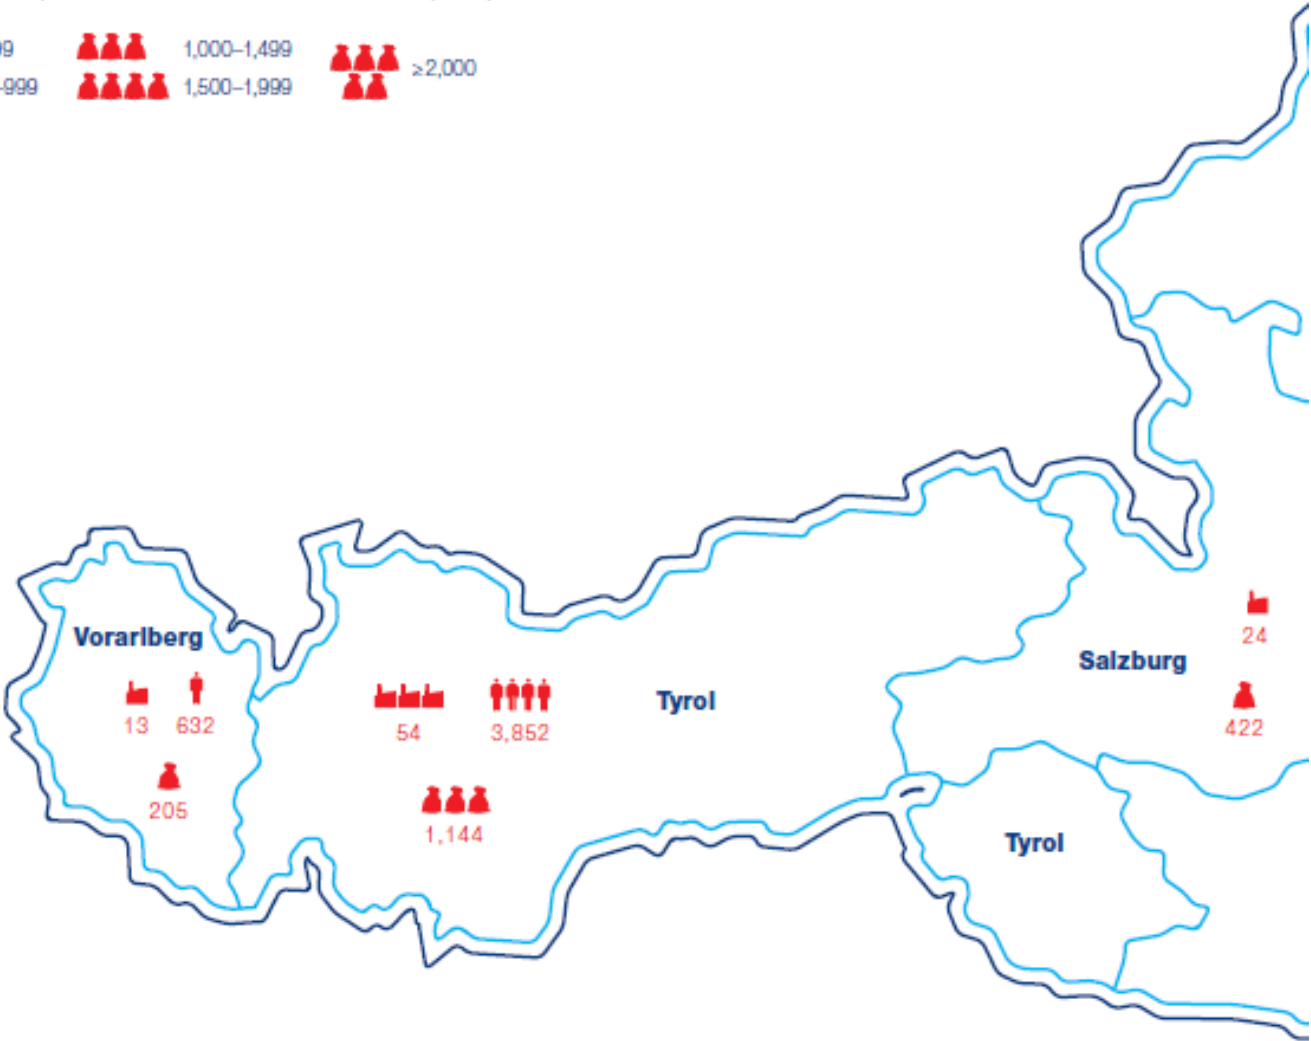 1,000–1,499
≥2,000
1,500–1,999
Vorarlberg
13 632
205
54 3,852
1,144
Tyrol
Salzburg
24
422
Tyrol